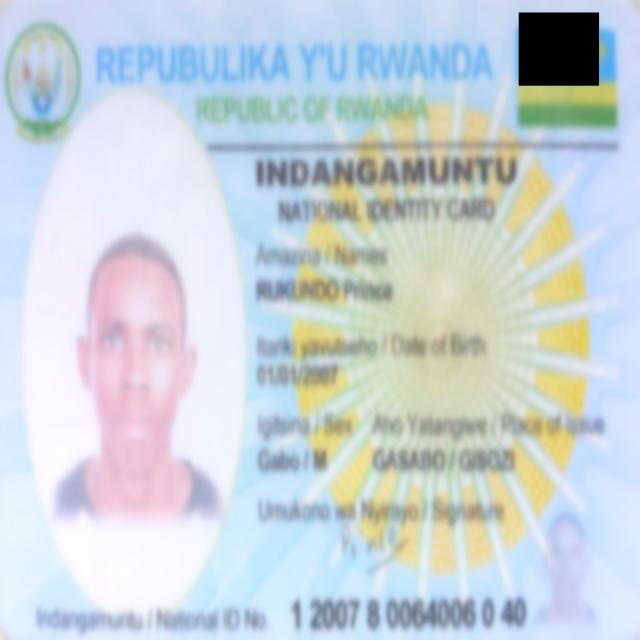 REPUBULIKA Y'U RWANDA
REPUBLIC OF RWANDA
INDANGAMUNTU
NATIONAL IDENTITY CARD
Amazina / Names
RUKUNDO Prince
Itariki yavutseho / Date of Birth
01/01/2007
Igitsina / Sex Aho Yatangiwe / Place of Issue
Gabo / M GASABO / GISOZI
Umukono wa Nyirayo / Signature
Indangamuntu / National ID No. 1 2007 8 0064006 0 40